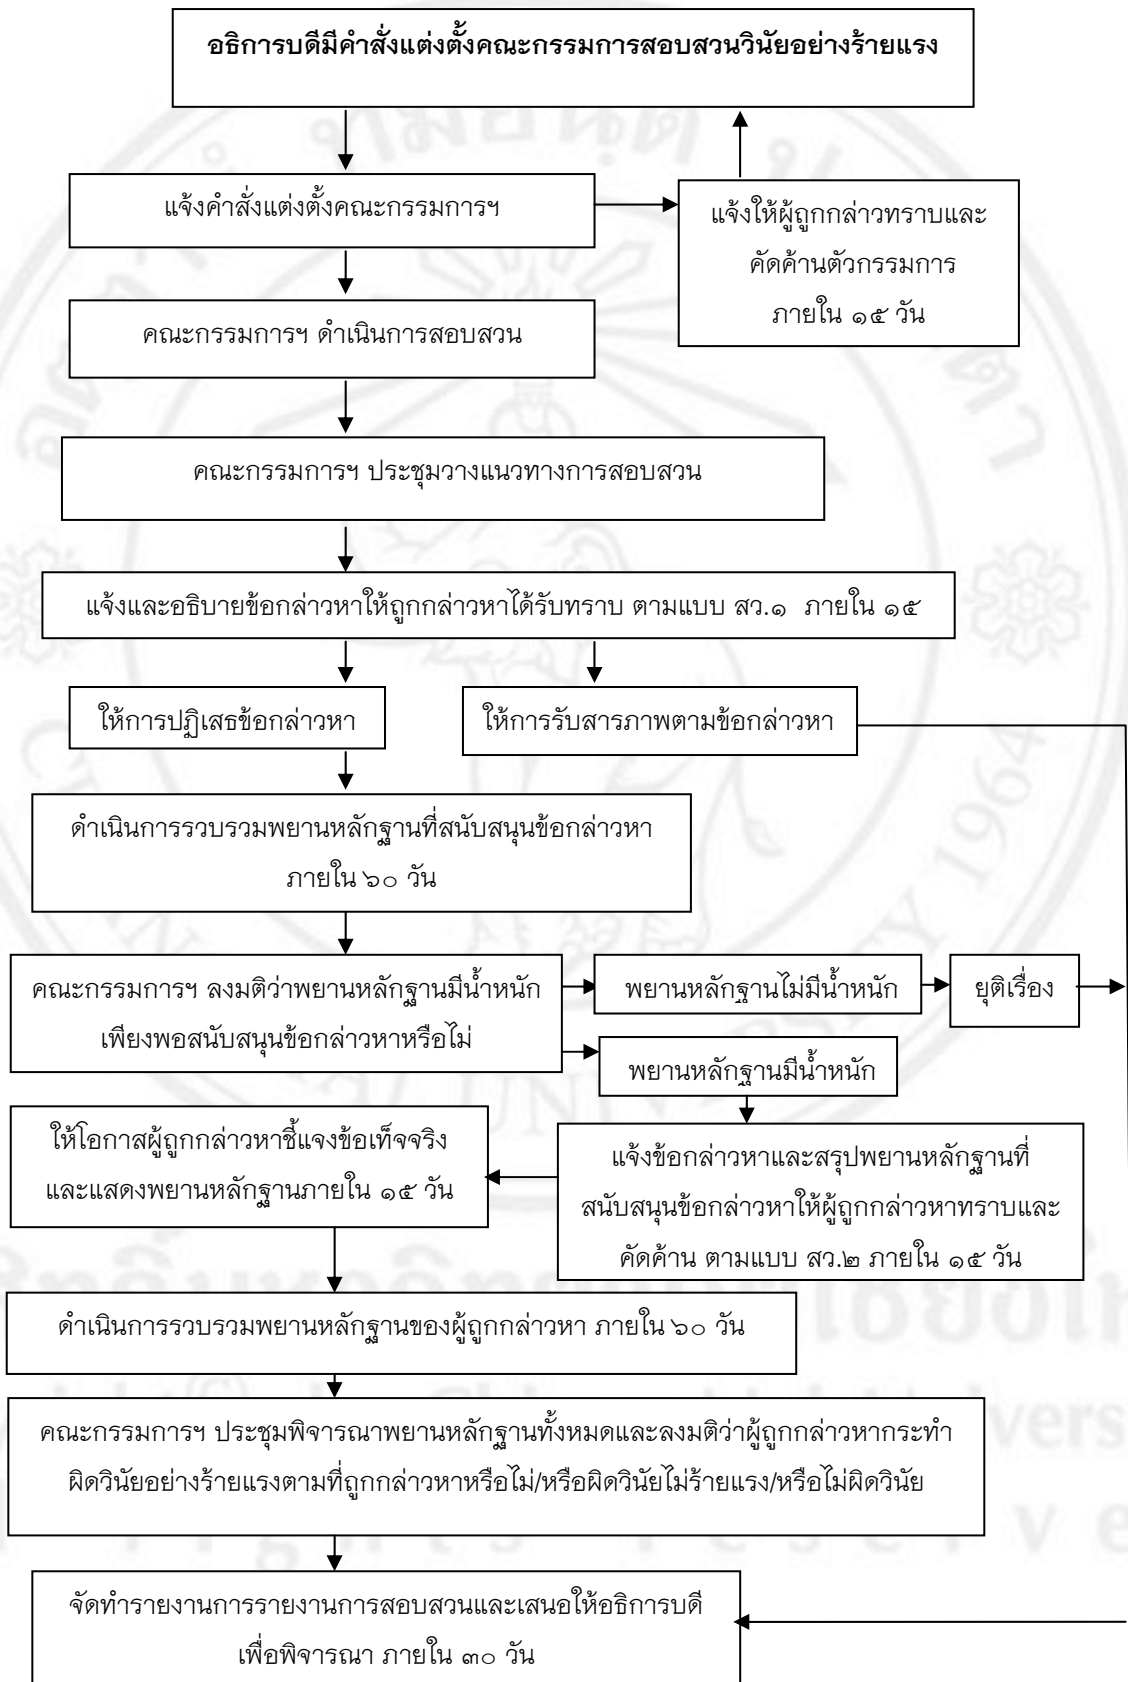 อธิการบดีมีคำสั่งแต่งตั้งคณะกรรมการสอบสวนวินัยอย่างร้ายแรง
แจ้งคำสั่งแต่งตั้งคณะกรรมการฯ
แจ้งให้ผู้ถูกกล่าวทราบและ
คัดค้านตัวกรรมการ
ภายใน ๑๕ วัน
คณะกรรมการฯ ดำเนินการสอบสวน
คณะกรรมการฯ ประชุมวางแนวทางการสอบสวน
แจ้งและอธิบายข้อกล่าวหาให้ถูกกล่าวหาได้รับทราบ ตามแบบ สว.๑ ภายใน ๑๕
ให้การปฏิเสธข้อกล่าวหา
ให้การรับสารภาพตามข้อกล่าวหา
ดำเนินการรวบรวมพยานหลักฐานที่สนับสนุนข้อกล่าวหา
ภายใน ๖๐ วัน
คณะกรรมการฯ ลงมติว่าพยานหลักฐานมีน้ำหนัก
เพียงพอสนับสนุนข้อกล่าวหาหรือไม่
พยานหลักฐานไม่มีน้ำหนัก
ยุติเรื่อง
พยานหลักฐานมีน้ำหนัก
แจ้งข้อกล่าวหาและสรุปพยานหลักฐานที่
สนับสนุนข้อกล่าวหาให้ผู้ถูกกล่าวหาทราบและ
คัดค้าน ตามแบบ สว.๒ ภายใน ๑๕ วัน
ให้โอกาสผู้ถูกกล่าวหาชี้แจงข้อเท็จจริง
และแสดงพยานหลักฐานภายใน ๑๕ วัน
ดำเนินการรวบรวมพยานหลักฐานของผู้ถูกกล่าวหา ภายใน ๖๐ วัน
คณะกรรมการฯ ประชุมพิจารณาพยานหลักฐานทั้งหมดและลงมติว่าผู้ถูกกล่าวหากระทำ
ผิดวินัยอย่างร้ายแรงตามที่ถูกกล่าวหาหรือไม่/หรือผิดวินัยไม่ร้ายแรง/หรือไม่ผิดวินัย
จัดทำรายงานการรายงานการสอบสวนและเสนอให้อธิการบดี
เพื่อพิจารณา ภายใน ๓๐ วัน